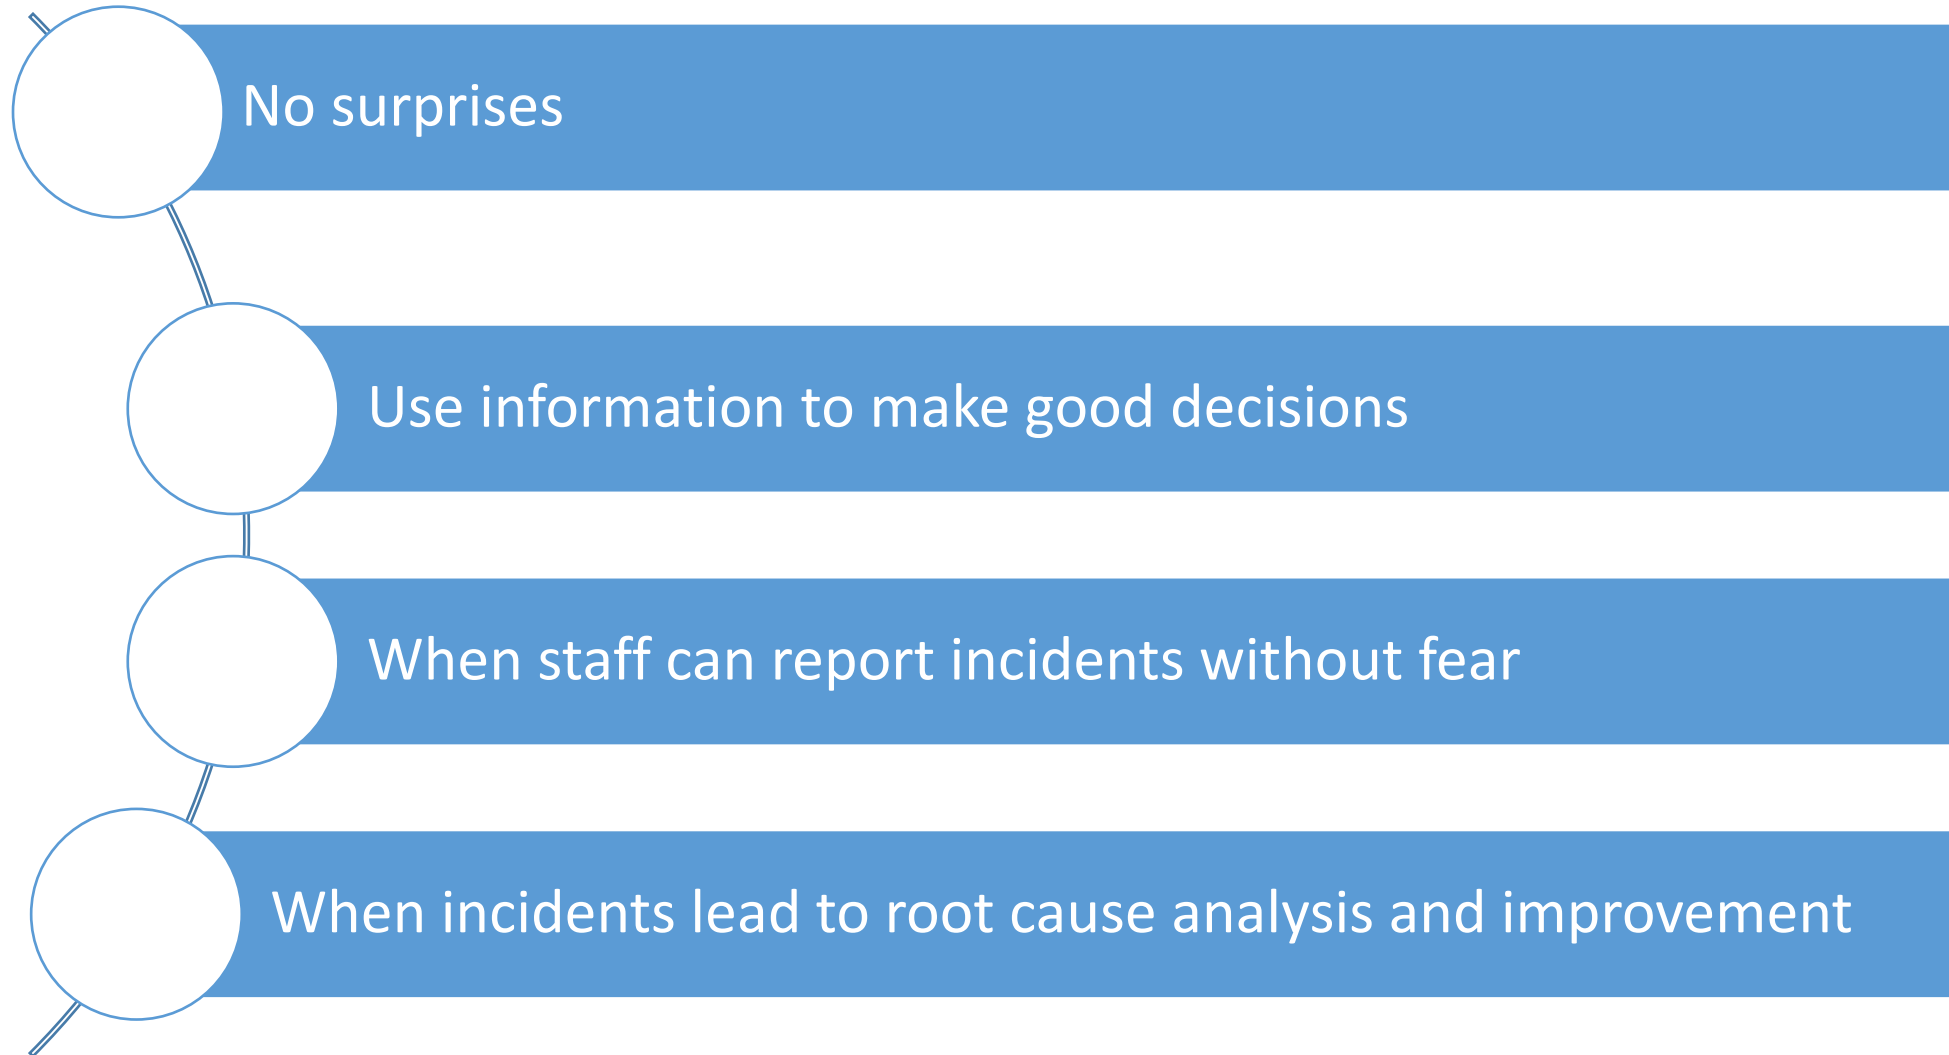 No surprises
Use information to make good decisions
When staff can report incidents without fear
When incidents lead to root cause analysis and improvement